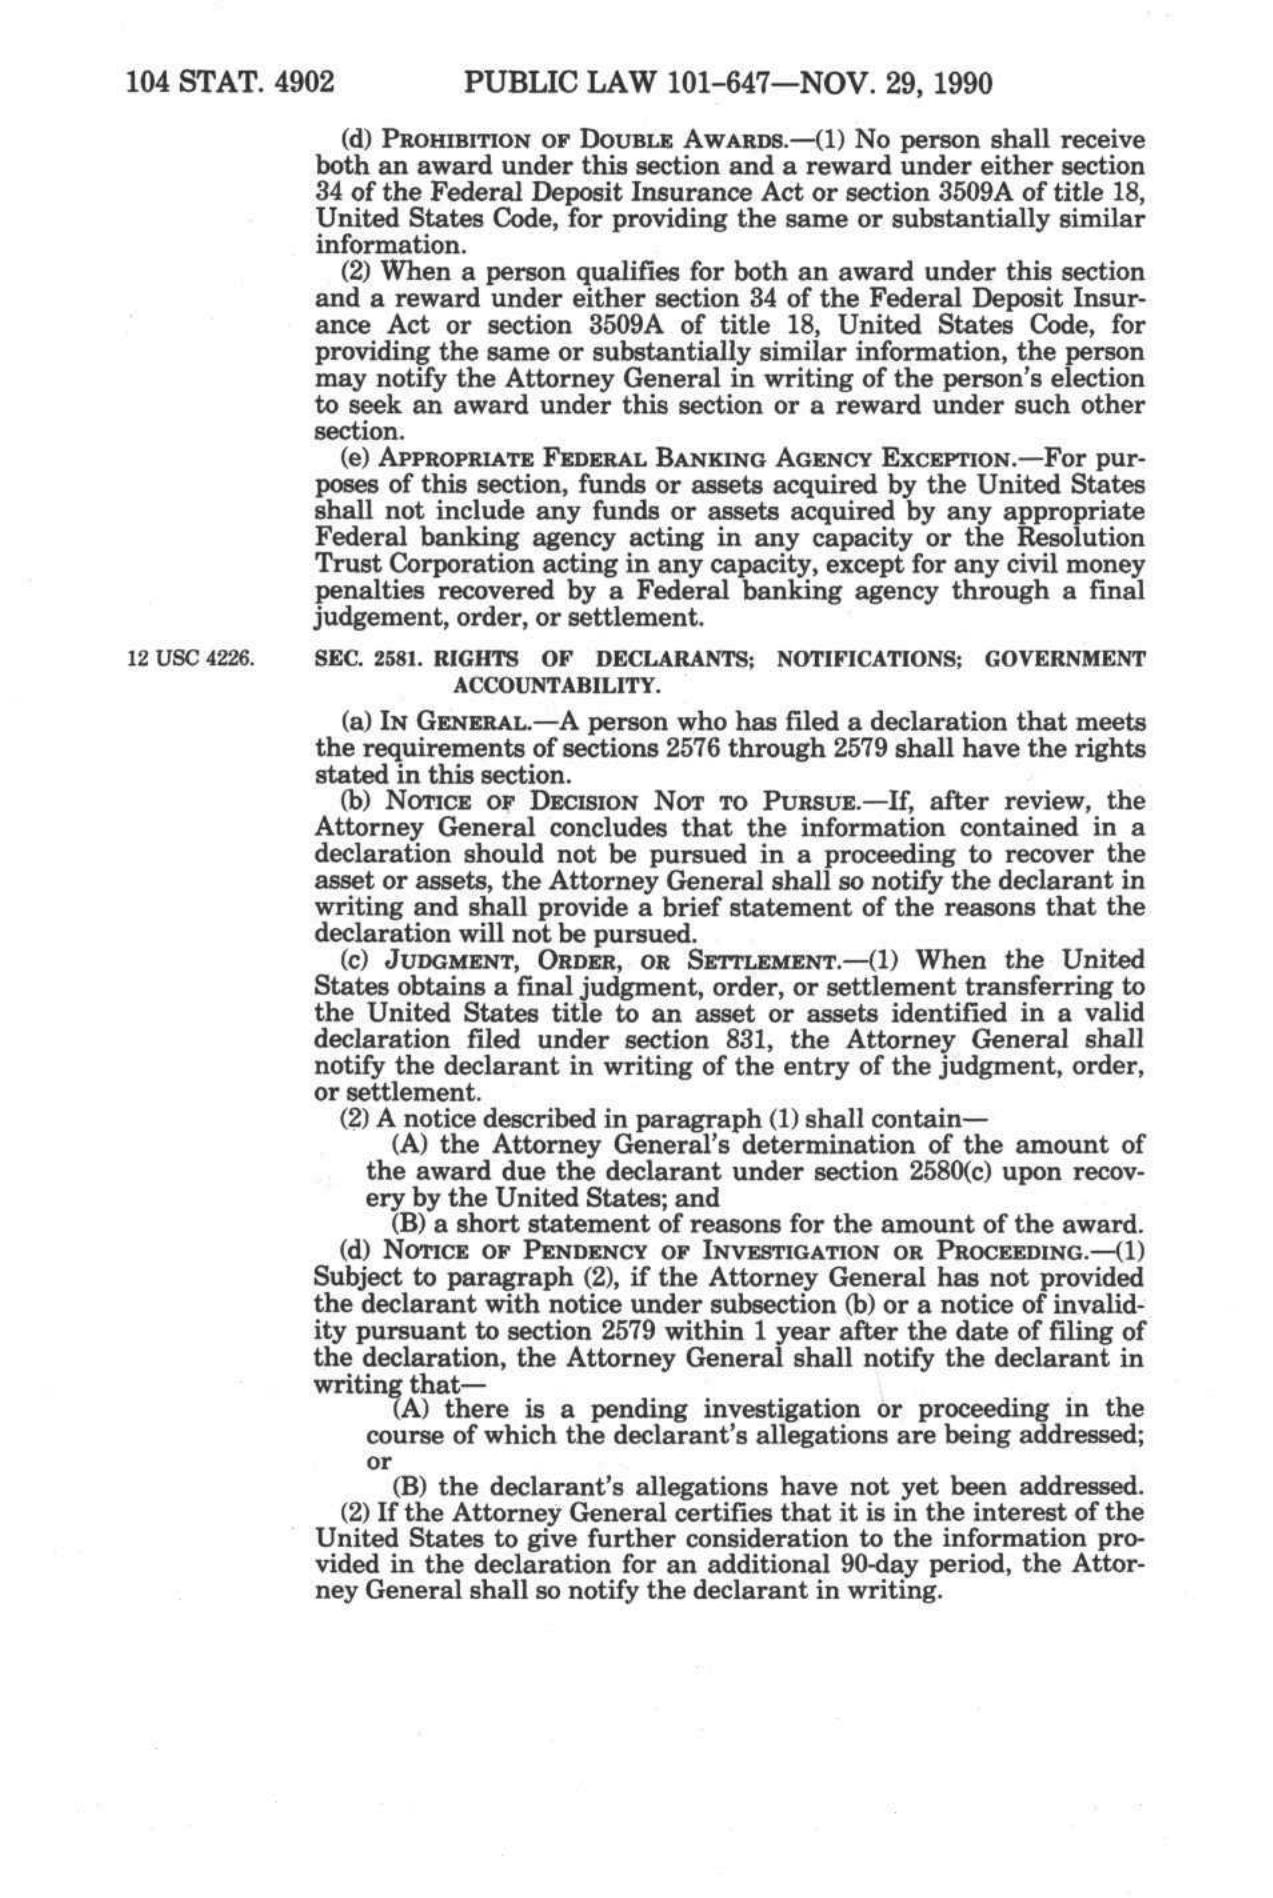 104 STAT. 4902 PUBLIC LAW 101–647—NOV. 29, 1990
(d) PROHIBITION OF DOUBLE AWARDS.—(1) No person shall receive
both an award under this section and a reward under either section
34 of the Federal Deposit Insurance Act or section 3509A of title 18,
United States Code, for providing the same or substantially similar
information.
(2) When a person qualifies for both an award under this section
and a reward under either section 34 of the Federal Deposit Insur-
ance Act or section 3509A of title 18, United States Code, for
providing the same or substantially similar information, the person
may notify the Attorney General in writing of the person's election
to seek an award under this section or a reward under such other
section.
(e) APPROPRIATE FEDERAL BANKING AGENCY EXCEPTION.—For pur-
poses of this section, funds or assets acquired by the United States
shall not include any funds or assets acquired by any appropriate
Federal banking agency acting in any capacity or the Resolution
Trust Corporation acting in any capacity, except for any civil money
penalties recovered by a Federal banking agency through a final
judgement, order, or settlement.
12 USC 4226. SEC. 2581. RIGHTS OF DECLARANTS; NOTIFICATIONS; GOVERNMENT
ACCOUNTABILITY.
(a) IN GENERAL.—A person who has filed a declaration that meets
the requirements of sections 2576 through 2579 shall have the rights
stated in this section.
(b) NOTICE OF DECISION NOT TO PURSUE.—If, after review, the
Attorney General concludes that the information contained in a
declaration should not be pursued in a proceeding to recover the
asset or assets, the Attorney General shall so notify the declarant in
writing and shall provide a brief statement of the reasons that the
declaration will not be pursued.
(c) JUDGMENT, ORDER, OR SETTLEMENT.—(1) When the United
States obtains a final judgment, order, or settlement transferring to
the United States title to an asset or assets identified in a valid
declaration filed under section 831, the Attorney General shall
notify the declarant in writing of the entry of the judgment, order,
or settlement.
(2) A notice described in paragraph (1) shall contain—
(A) the Attorney General's determination of the amount of
the award due the declarant under section 2580(c) upon recov-
ery by the United States; and
(B) a short statement of reasons for the amount of the award.
(d) NOTICE OF PENDENCY OF INVESTIGATION OR PROCEEDING.—(1)
Subject to paragraph (2), if the Attorney General has not provided
the declarant with notice under subsection (b) or a notice of invalid-
ity pursuant to section 2579 within 1 year after the date of filing of
the declaration, the Attorney General shall notify the declarant in
writing that—
(A) there is a pending investigation or proceeding in the
course of which the declarant's allegations are being addressed;
or
(B) the declarant's allegations have not yet been addressed.
(2) If the Attorney General certifies that it is in the interest of the
United States to give further consideration to the information pro-
vided in the declaration for an additional 90-day period, the Attor-
ney General shall so notify the declarant in writing.